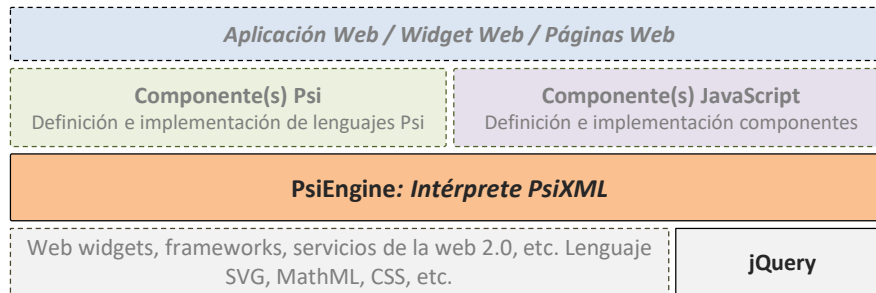 Aplicación Web / Widget Web / Páginas Web
Componente(s) Psi
Definición e implementación de lenguajes Psi
Componente(s) JavaScript
Definición e implementación componentes
PsiEngine: Intérprete PsiXML
Web widgets, frameworks, servicios de la web 2.0, etc. Lenguaje
SVG, MathML, CSS, etc.
jQuery